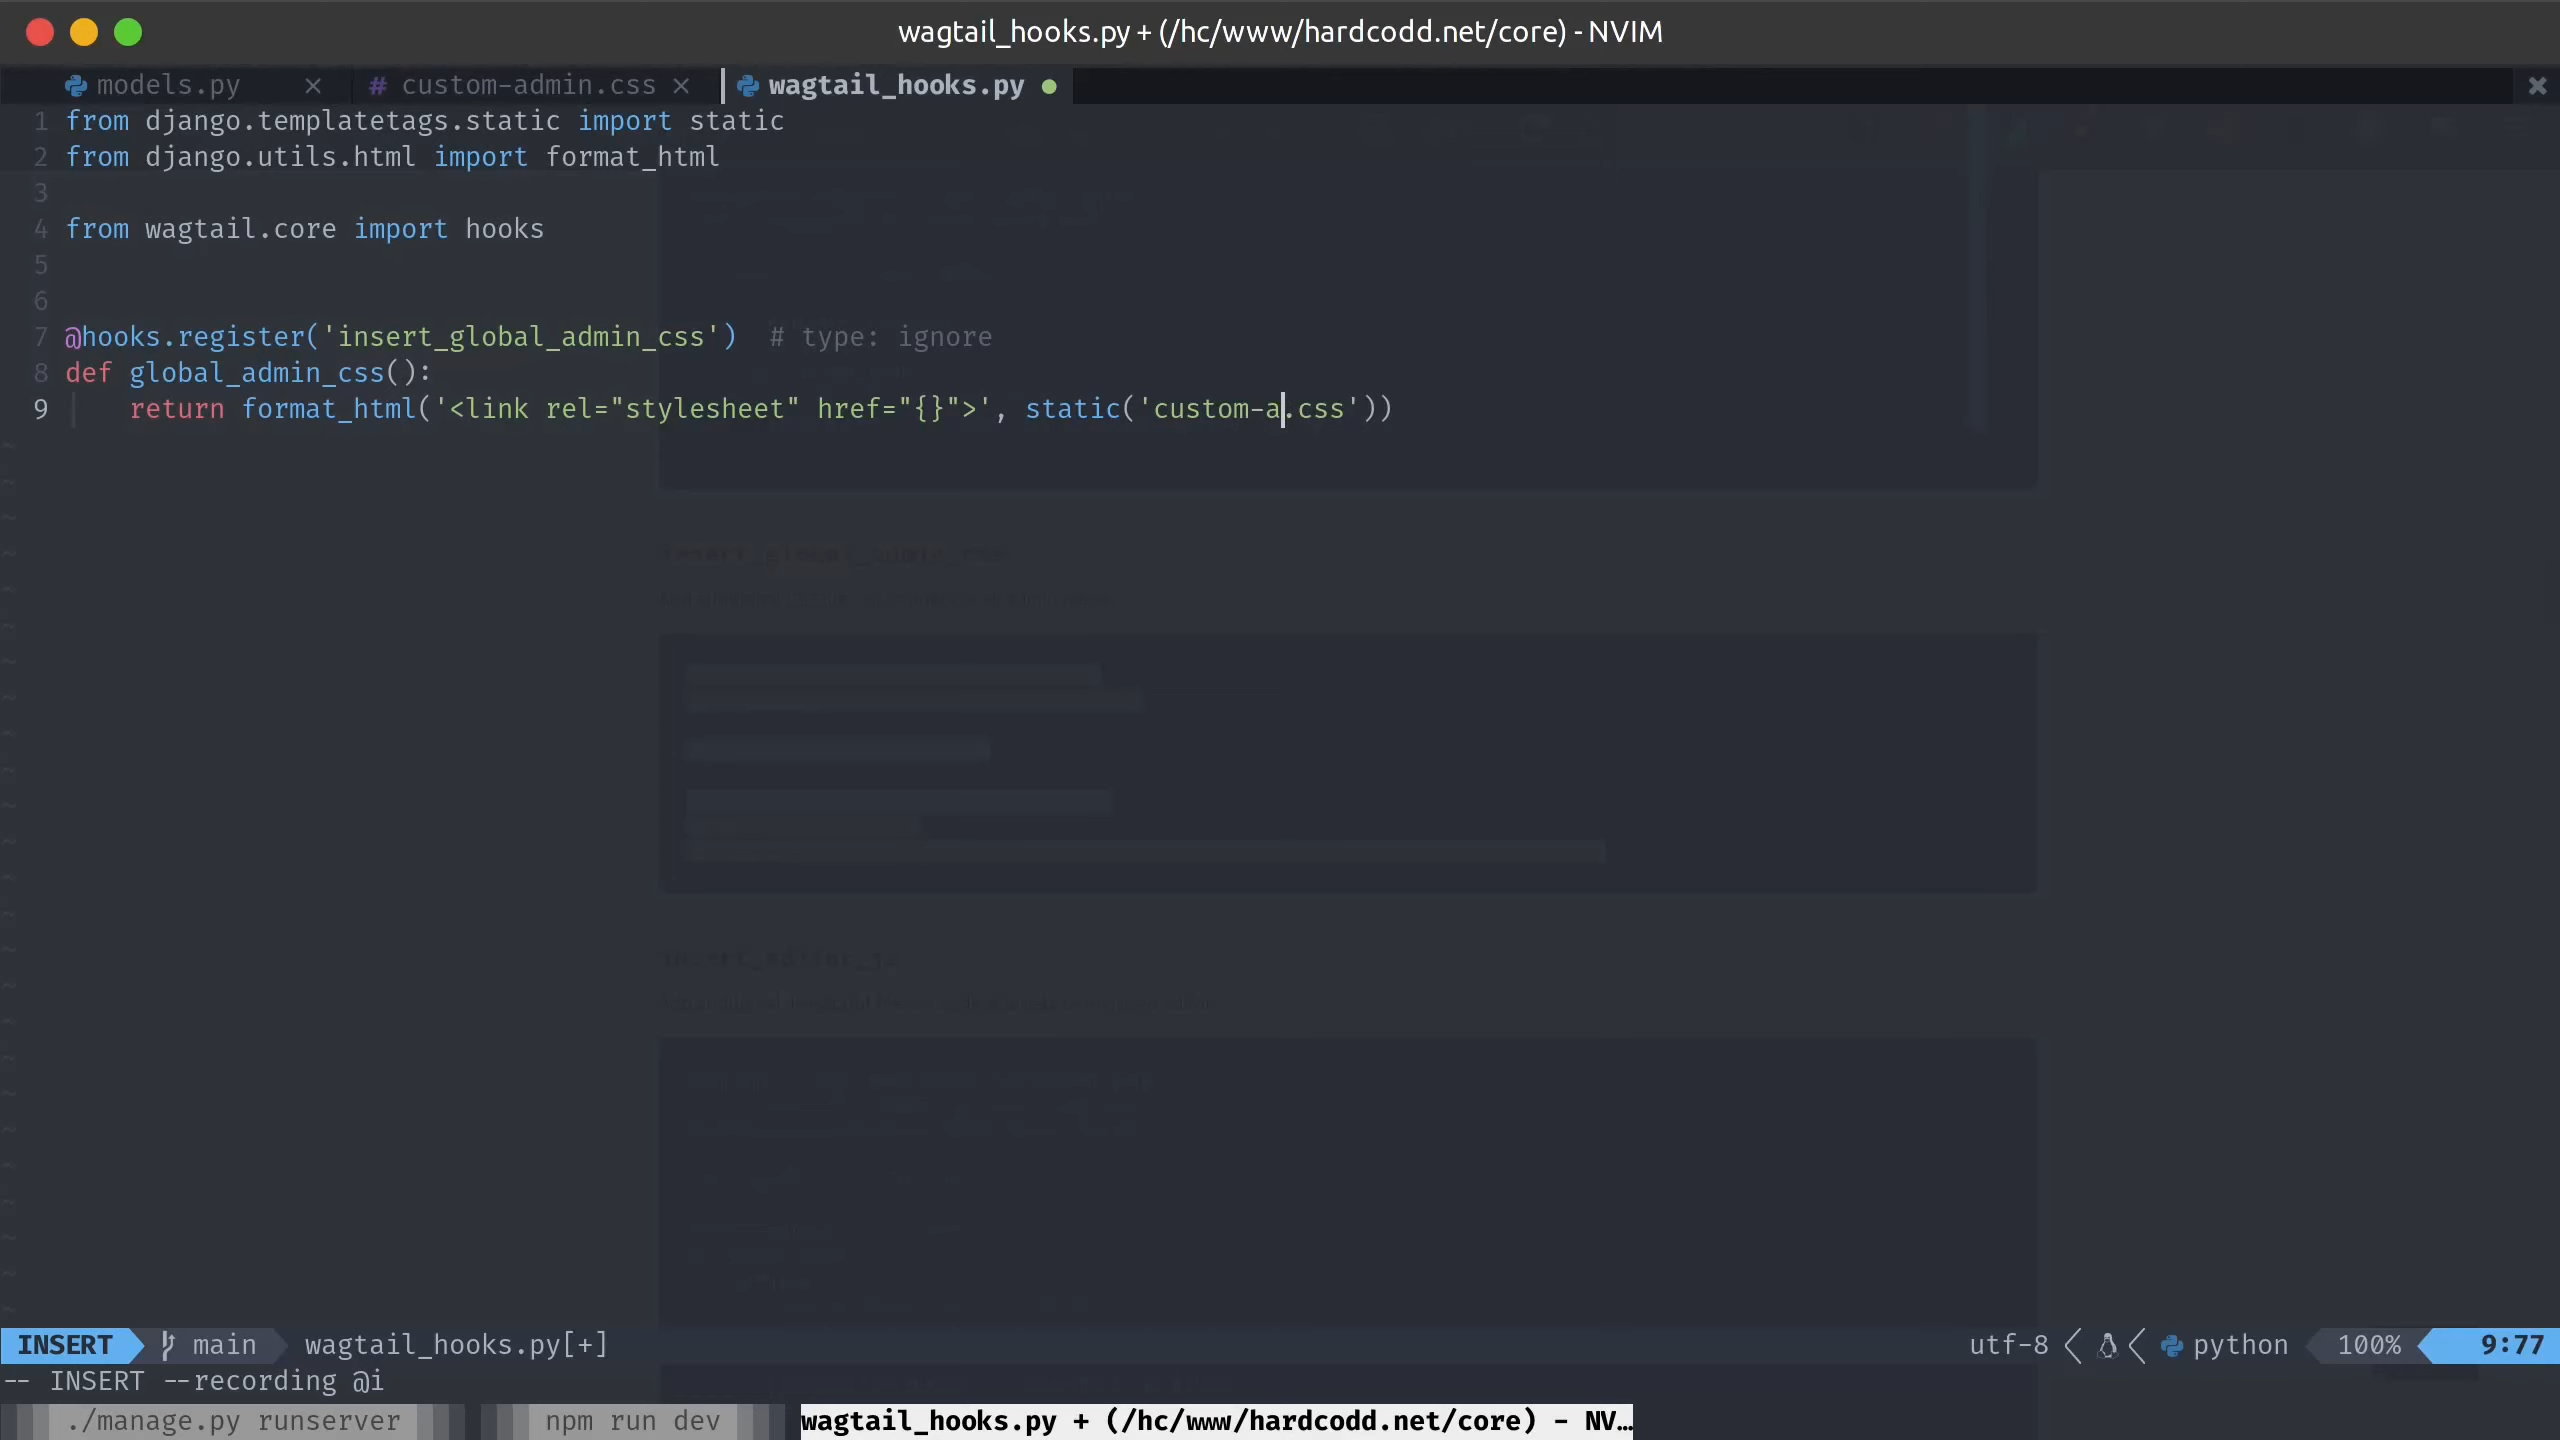 wagtail_hooks.py + (/hc/www/hardcodd.net/core) - NVIM
models.py × # custom-admin.css × wagtail_hooks.py ● ×
1 from django.templatetags.static import static
2 from django.utils.html import format_html
3
4 from wagtail.core import hooks
5
6
7 @hooks.register('insert_global_admin_css')  # type: ignore
8 def global_admin_css():
9     return format_html('<link rel="stylesheet" href="{}">', static('custom-a.css'))
INSERT main wagtail_hooks.py[+] utf-8 python 100% 9:77
-- INSERT --recording @i
./manage.py runserver npm run dev wagtail_hooks.py + (/hc/www/hardcodd.net/core) - NV…